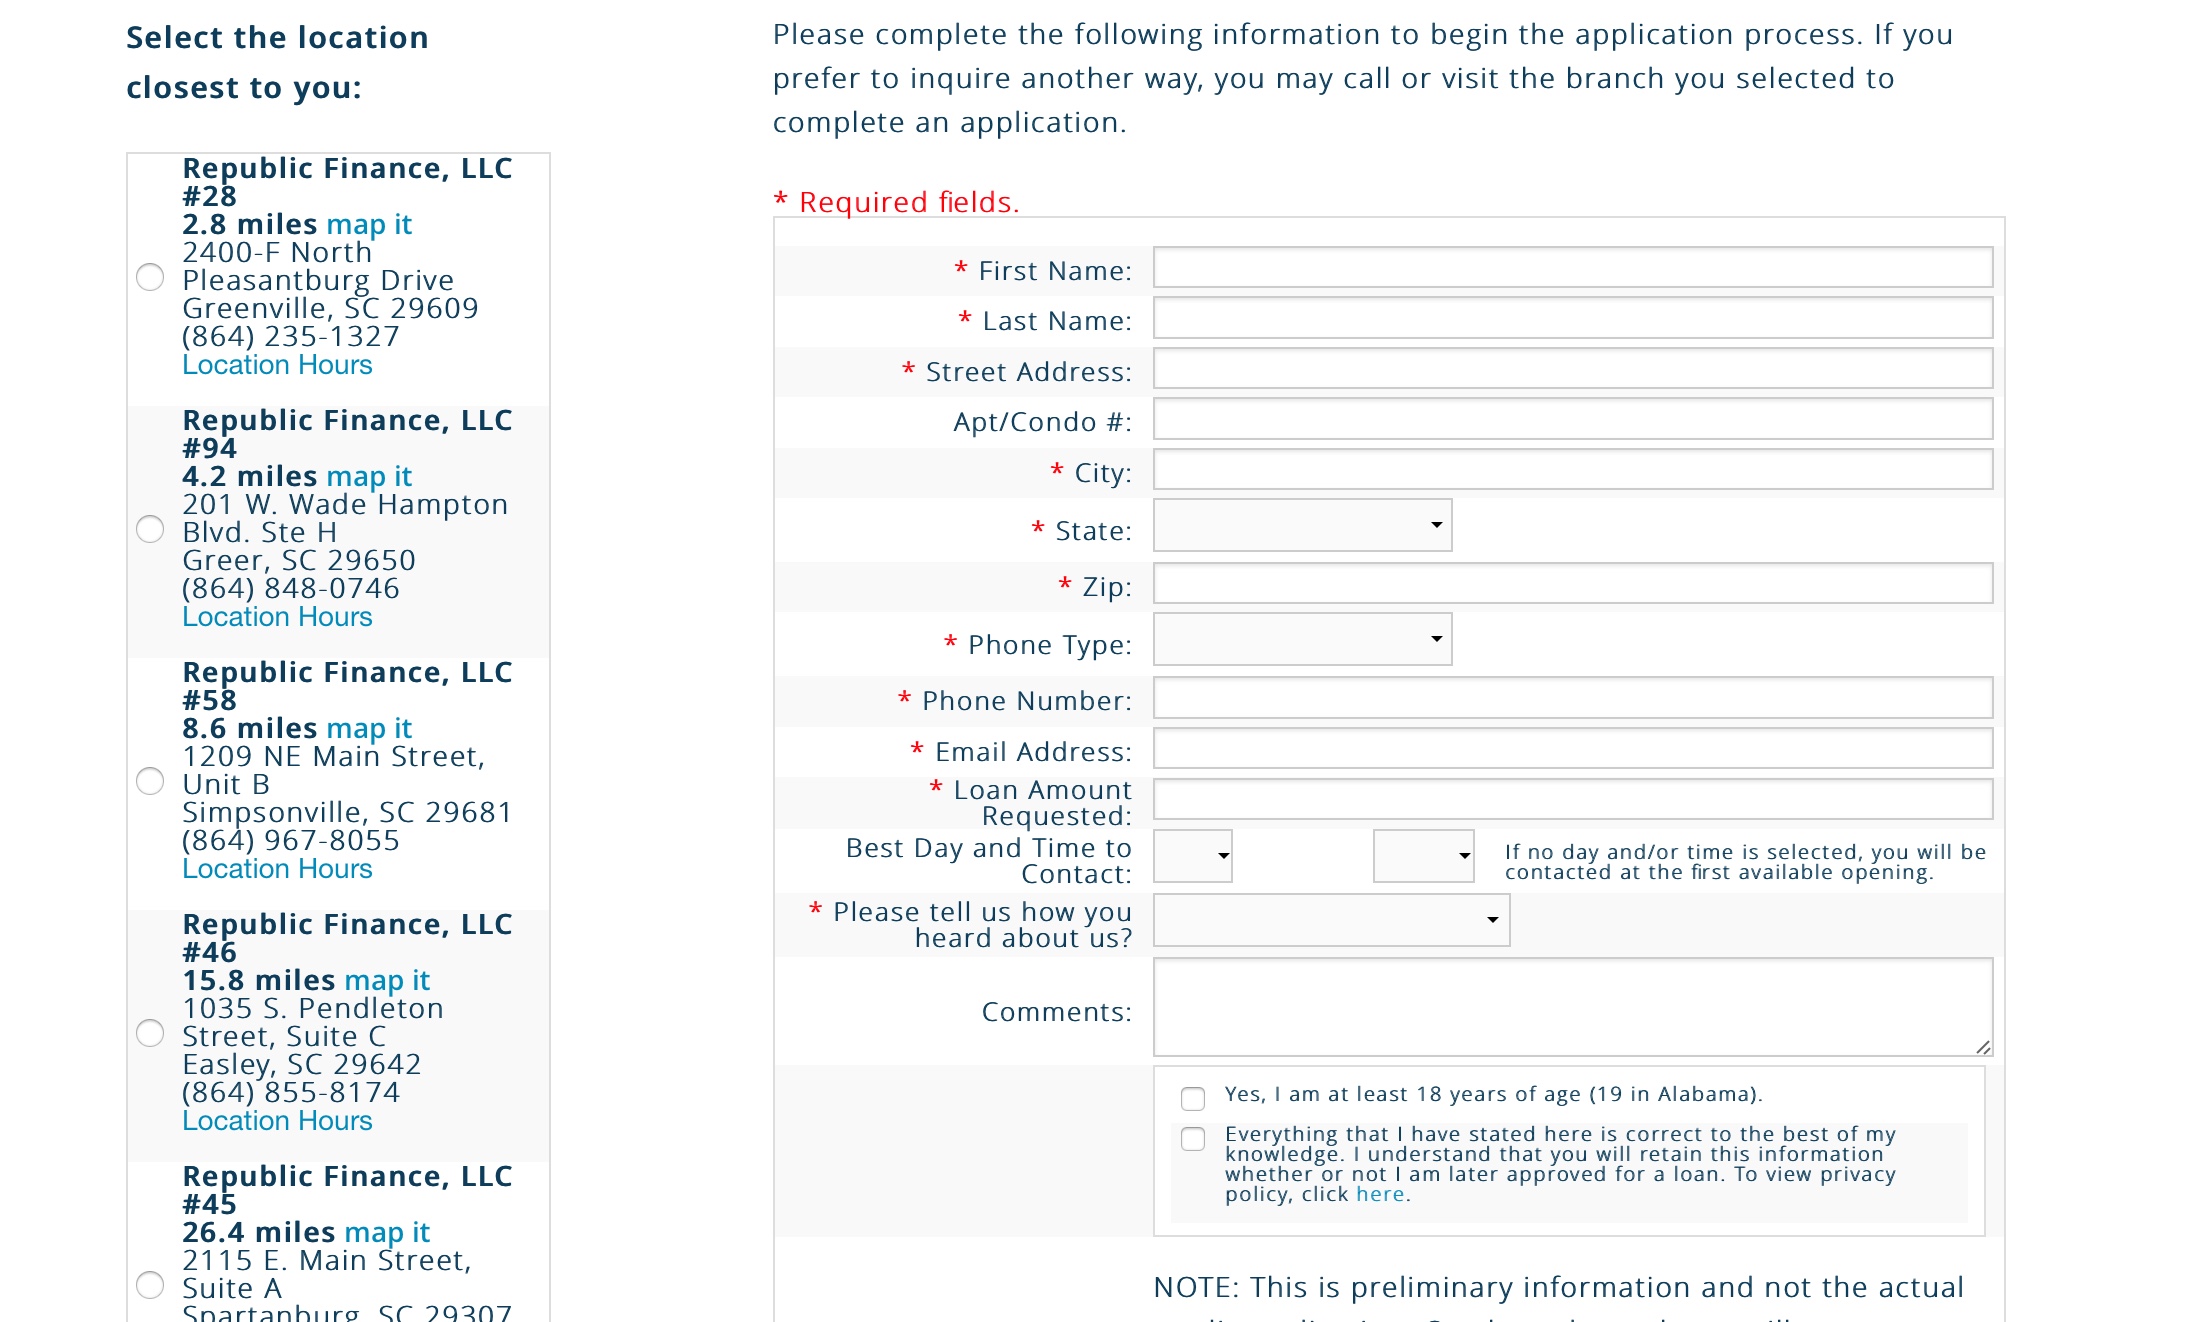 Select the location
closest to you:
Republic Finance, LLC
#28
2.8 miles map it
2400-F North
Pleasantburg Drive
Greenville, SC 29609
(864) 235-1327
Location Hours
Republic Finance, LLC
#94
4.2 miles map it
201 W. Wade Hampton
Blvd. Ste H
Greer, SC 29650
(864) 848-0746
Location Hours
Republic Finance, LLC
#58
8.6 miles map it
1209 NE Main Street,
Unit B
Simpsonville, SC 29681
(864) 967-8055
Location Hours
Republic Finance, LLC
#46
15.8 miles map it
1035 S. Pendleton
Street, Suite C
Easley, SC 29642
(864) 855-8174
Location Hours
Republic Finance, LLC
#45
26.4 miles map it
2115 E. Main Street,
Suite A
Spartanburg, SC 29307
Please complete the following information to begin the application process. If you
prefer to inquire another way, you may call or visit the branch you selected to
complete an application.
* Required fields.
* First Name:
* Last Name:
* Street Address:
Apt/Condo #:
* City:
* State:
* Zip:
* Phone Type:
* Phone Number:
* Email Address:
* Loan Amount
Requested:
Best Day and Time to
Contact:
If no day and/or time is selected, you will be
contacted at the first available opening.
* Please tell us how you
heard about us?
Comments:
Yes, I am at least 18 years of age (19 in Alabama).
Everything that I have stated here is correct to the best of my
knowledge. I understand that you will retain this information
whether or not I am later approved for a loan. To view privacy
policy, click here.
NOTE: This is preliminary information and not the actual